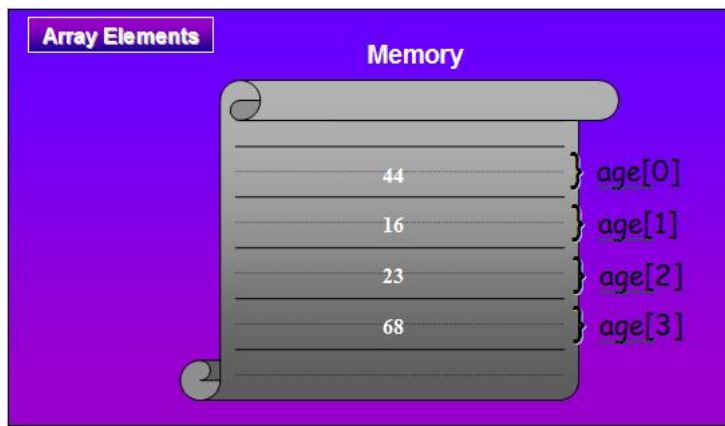 Array Elements
Memory
44 age[0]
16 age[1]
23 age[2]
68 age[3]